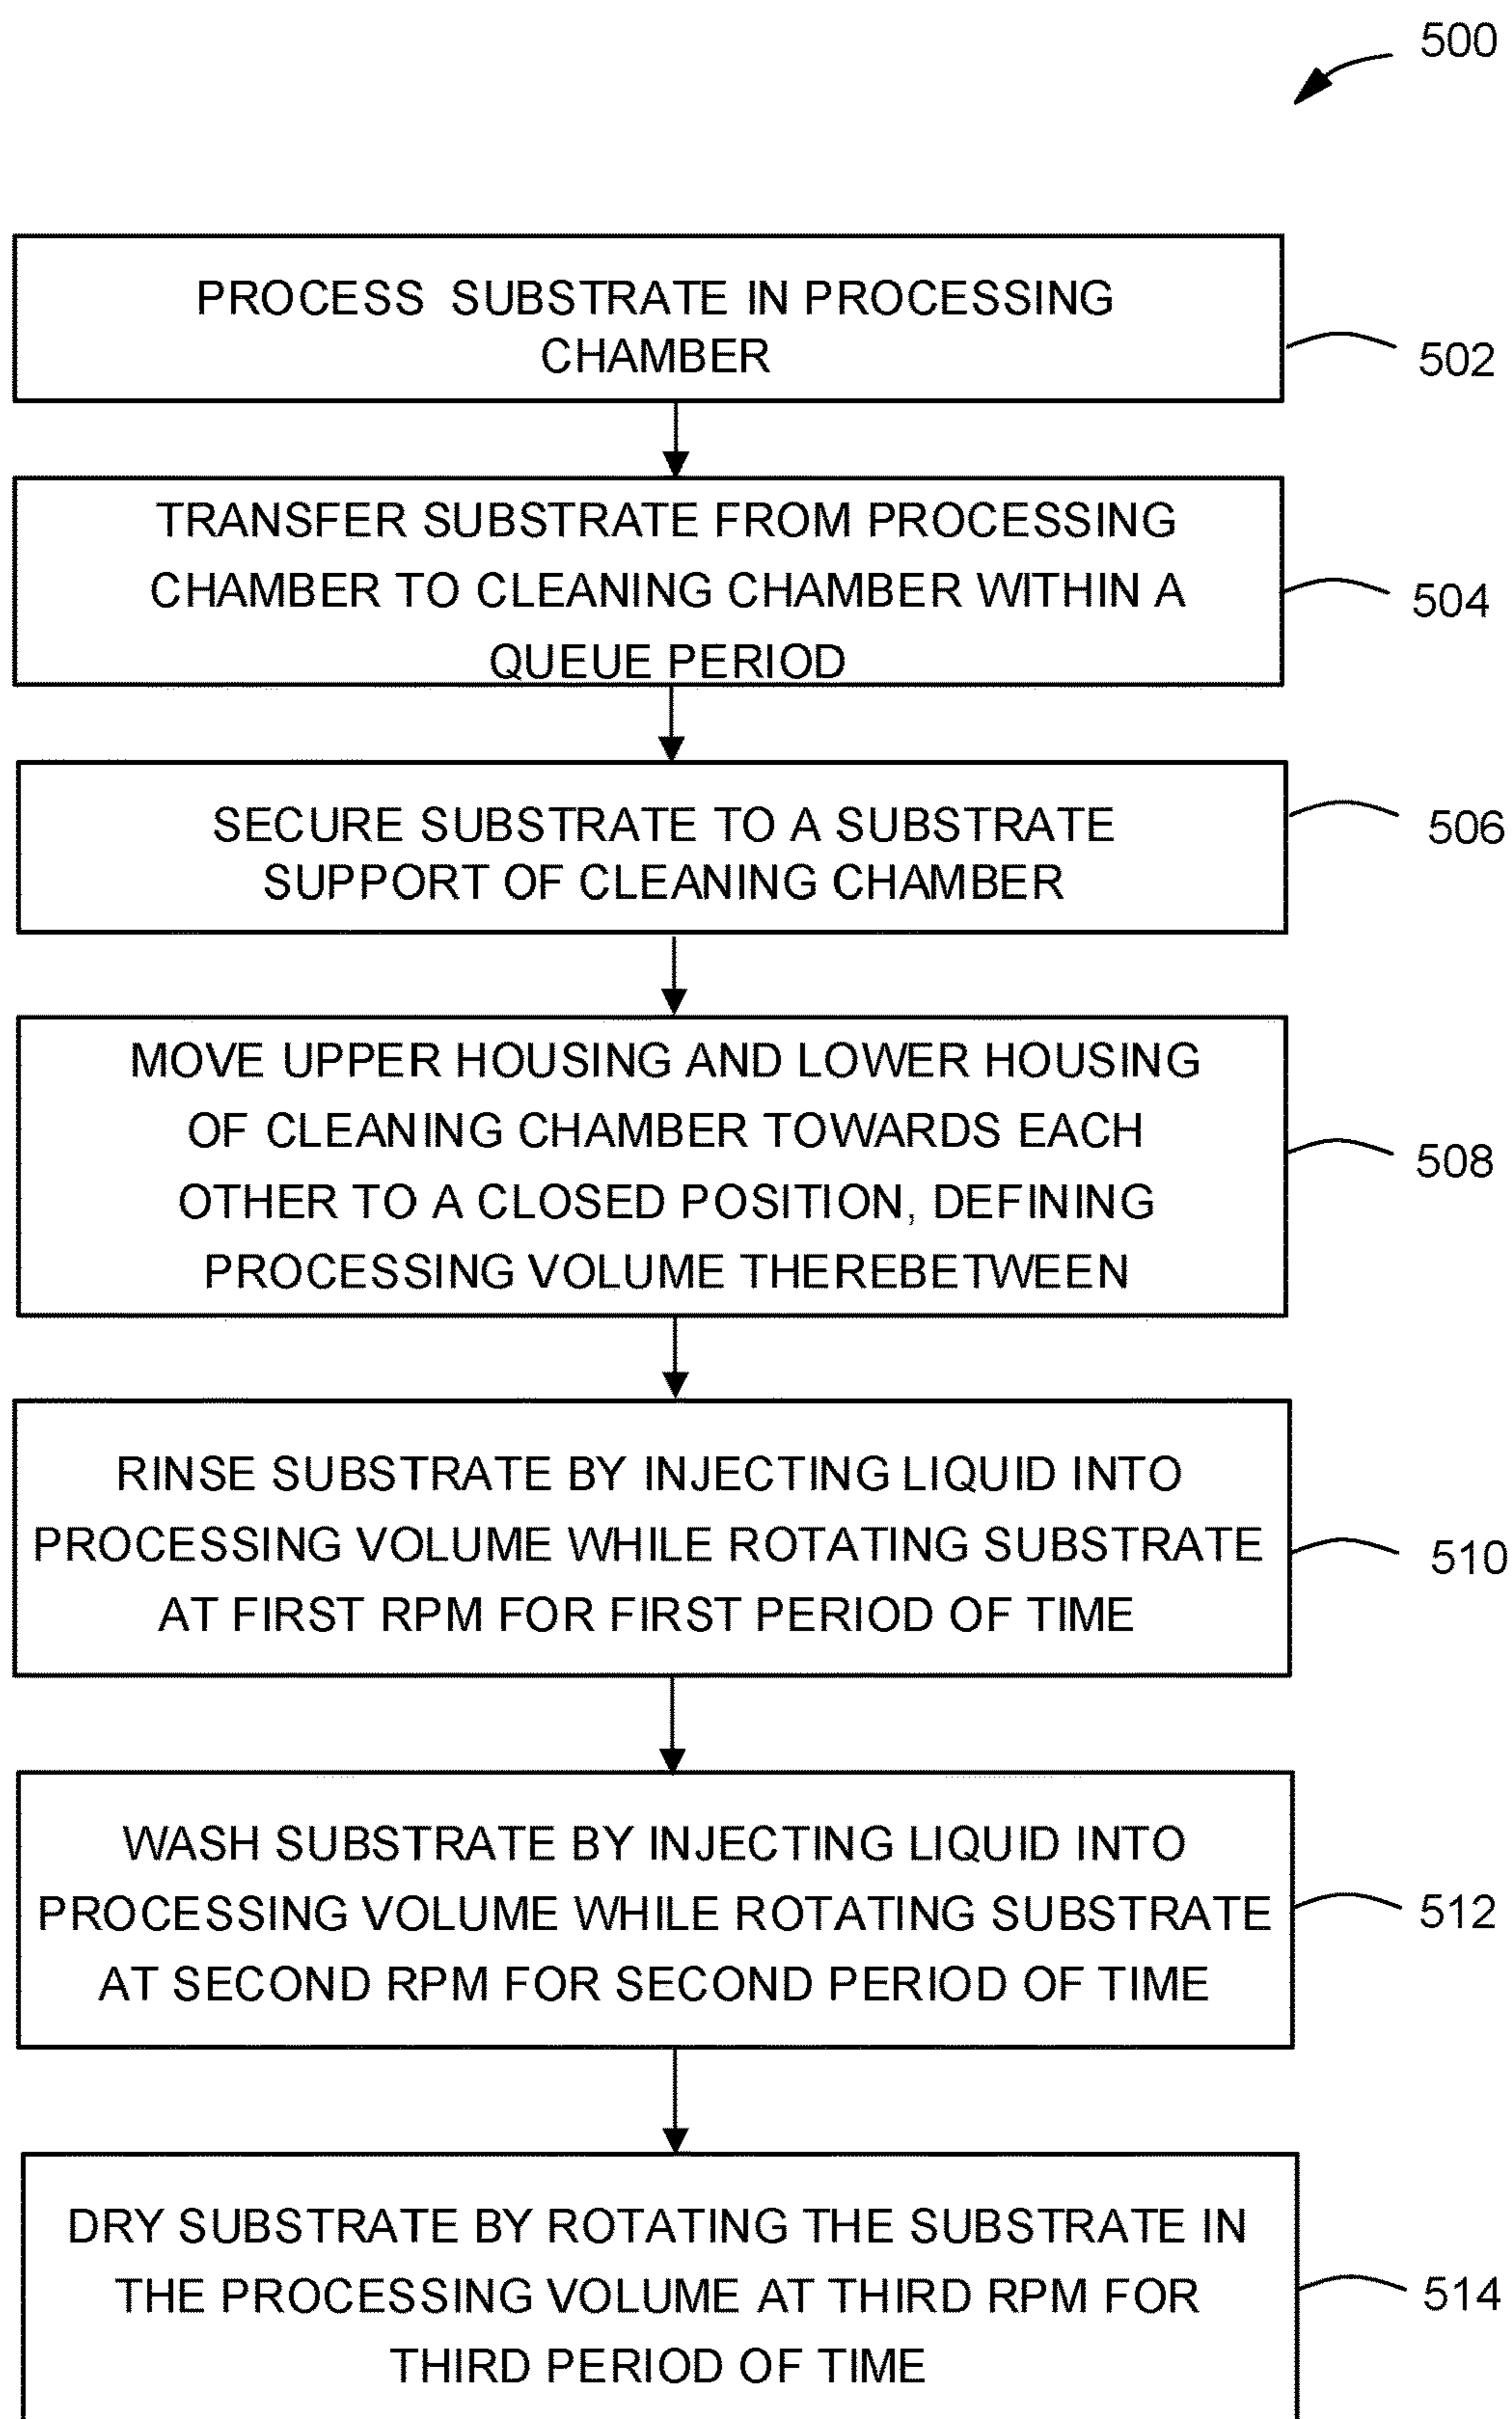 500
PROCESS SUBSTRATE IN PROCESSING
CHAMBER
502
TRANSFER SUBSTRATE FROM PROCESSING
CHAMBER TO CLEANING CHAMBER WITHIN A
QUEUE PERIOD
504
SECURE SUBSTRATE TO A SUBSTRATE
SUPPORT OF CLEANING CHAMBER
506
MOVE UPPER HOUSING AND LOWER HOUSING
OF CLEANING CHAMBER TOWARDS EACH
OTHER TO A CLOSED POSITION, DEFINING
PROCESSING VOLUME THEREBETWEEN
508
RINSE SUBSTRATE BY INJECTING LIQUID INTO
PROCESSING VOLUME WHILE ROTATING SUBSTRATE
AT FIRST RPM FOR FIRST PERIOD OF TIME
510
WASH SUBSTRATE BY INJECTING LIQUID INTO
PROCESSING VOLUME WHILE ROTATING SUBSTRATE
AT SECOND RPM FOR SECOND PERIOD OF TIME
512
DRY SUBSTRATE BY ROTATING THE SUBSTRATE IN
THE PROCESSING VOLUME AT THIRD RPM FOR
THIRD PERIOD OF TIME
514